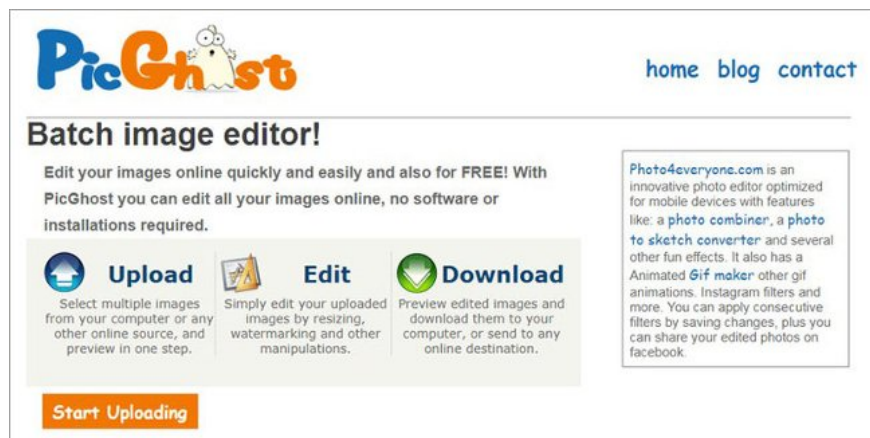 PicGhost
home blog contact
Batch image editor!
Edit your images online quickly and easily and also for FREE! With
PicGhost you can edit all your images online, no software or
installations required.
Upload
Select multiple images
from your computer or any
other online source, and
preview in one step.
Edit
Simply edit your uploaded
images by resizing,
watermarking and other
manipulations.
Download
Preview edited images and
download them to your
computer, or send to any
online destination.
Start Uploading
Photo4everyone.com is an
innovative photo editor optimized
for mobile devices with features
like: a photo combiner, a photo
to sketch converter and several
other fun effects. It also has a
Animated Gif maker other gif
animations. Instagram filters and
more. You can apply consecutive
filters by saving changes, plus you
can share your edited photos on
facebook.